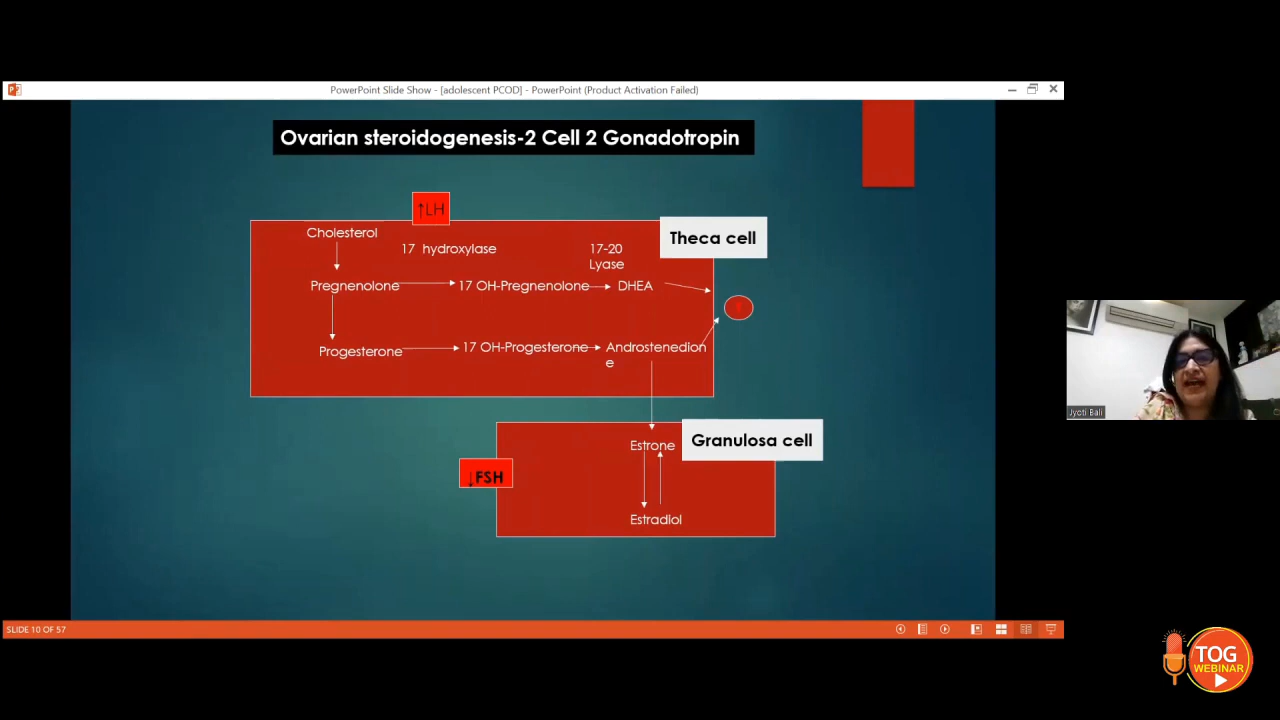 PowerPoint Slide Show - [adolescent PCOD] - PowerPoint (Product Activation Failed)
Ovarian steroidogenesis-2 Cell 2 Gonadotropin
↑LH
Theca cell
Cholesterol
17 hydroxylase
17-20
Lyase
Pregnenolone
17 OH-Pregnenolone
DHEA
Progesterone
17 OH-Progesterone
Androstenedion
e
Granulosa cell
Estrone
↓FSH
Estradiol
Jyoti Bali
SLIDE 10 OF 57
TOG
WEBINAR